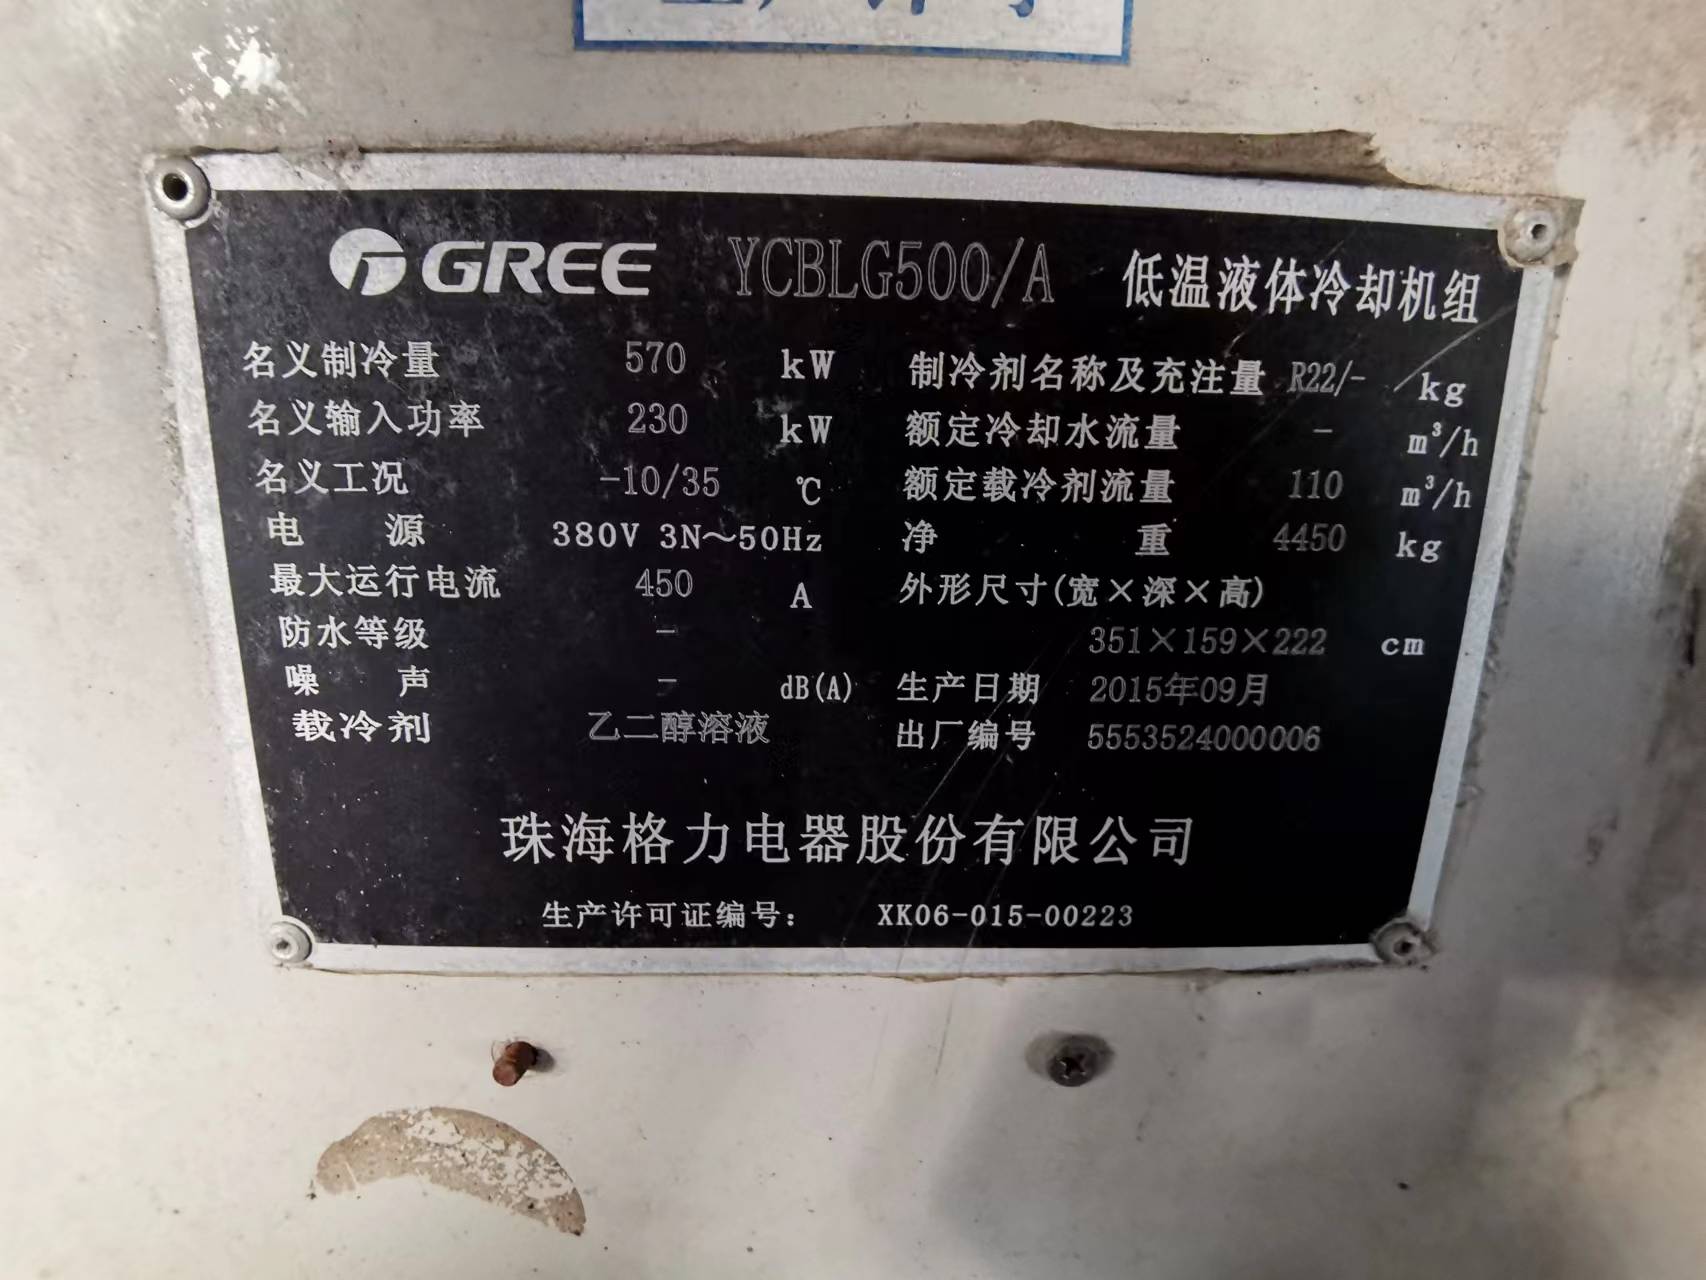 GREE YCBLG500/A 低温液体冷却机组
名义制冷量 570 kW 制冷剂名称及充注量 R22/- kg
名义输入功率 230 kW 额定冷却水流量 - m³/h
名义工况 -10/35 ℃ 额定载冷剂流量 110 m³/h
电 源 380V 3N～50Hz 净 重 4450 kg
最大运行电流 450 A 外形尺寸(宽×深×高)
防水等级 - 351×159×222 cm
噪 声 - dB(A) 生产日期 2015年09月
载冷剂 乙二醇溶液 出厂编号 5553524000006
珠海格力电器股份有限公司
生产许可证编号： XK06-015-00223